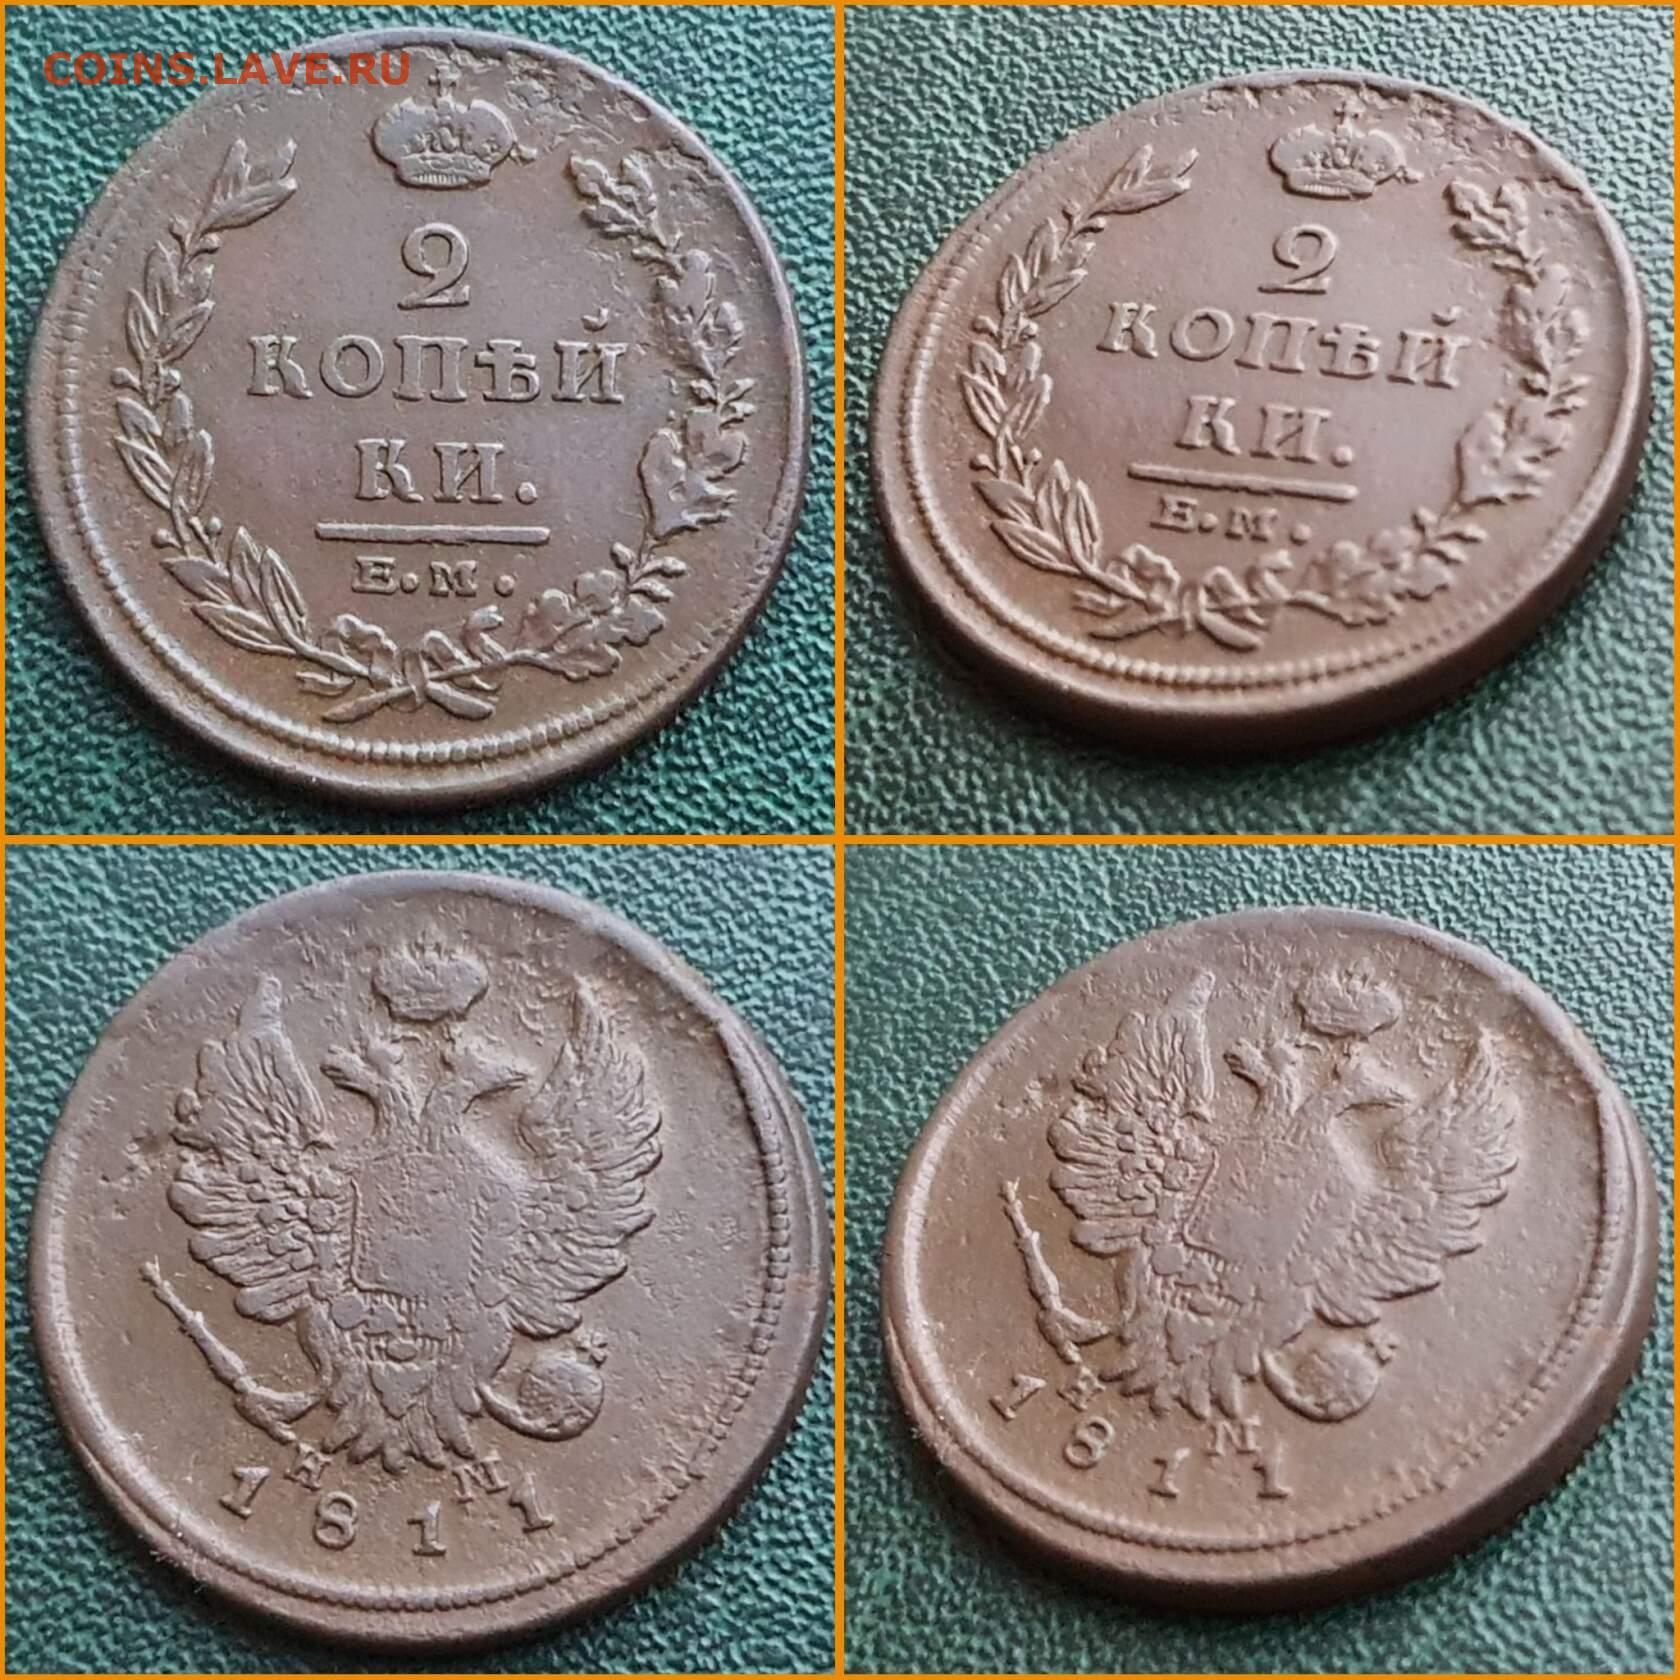 COINS.LAVE.RU
2
КОПѢЙ
КИ.
Е.М.
2
КОПѢЙ
КИ.
Е.М.
Н М
1811
Н М
1811